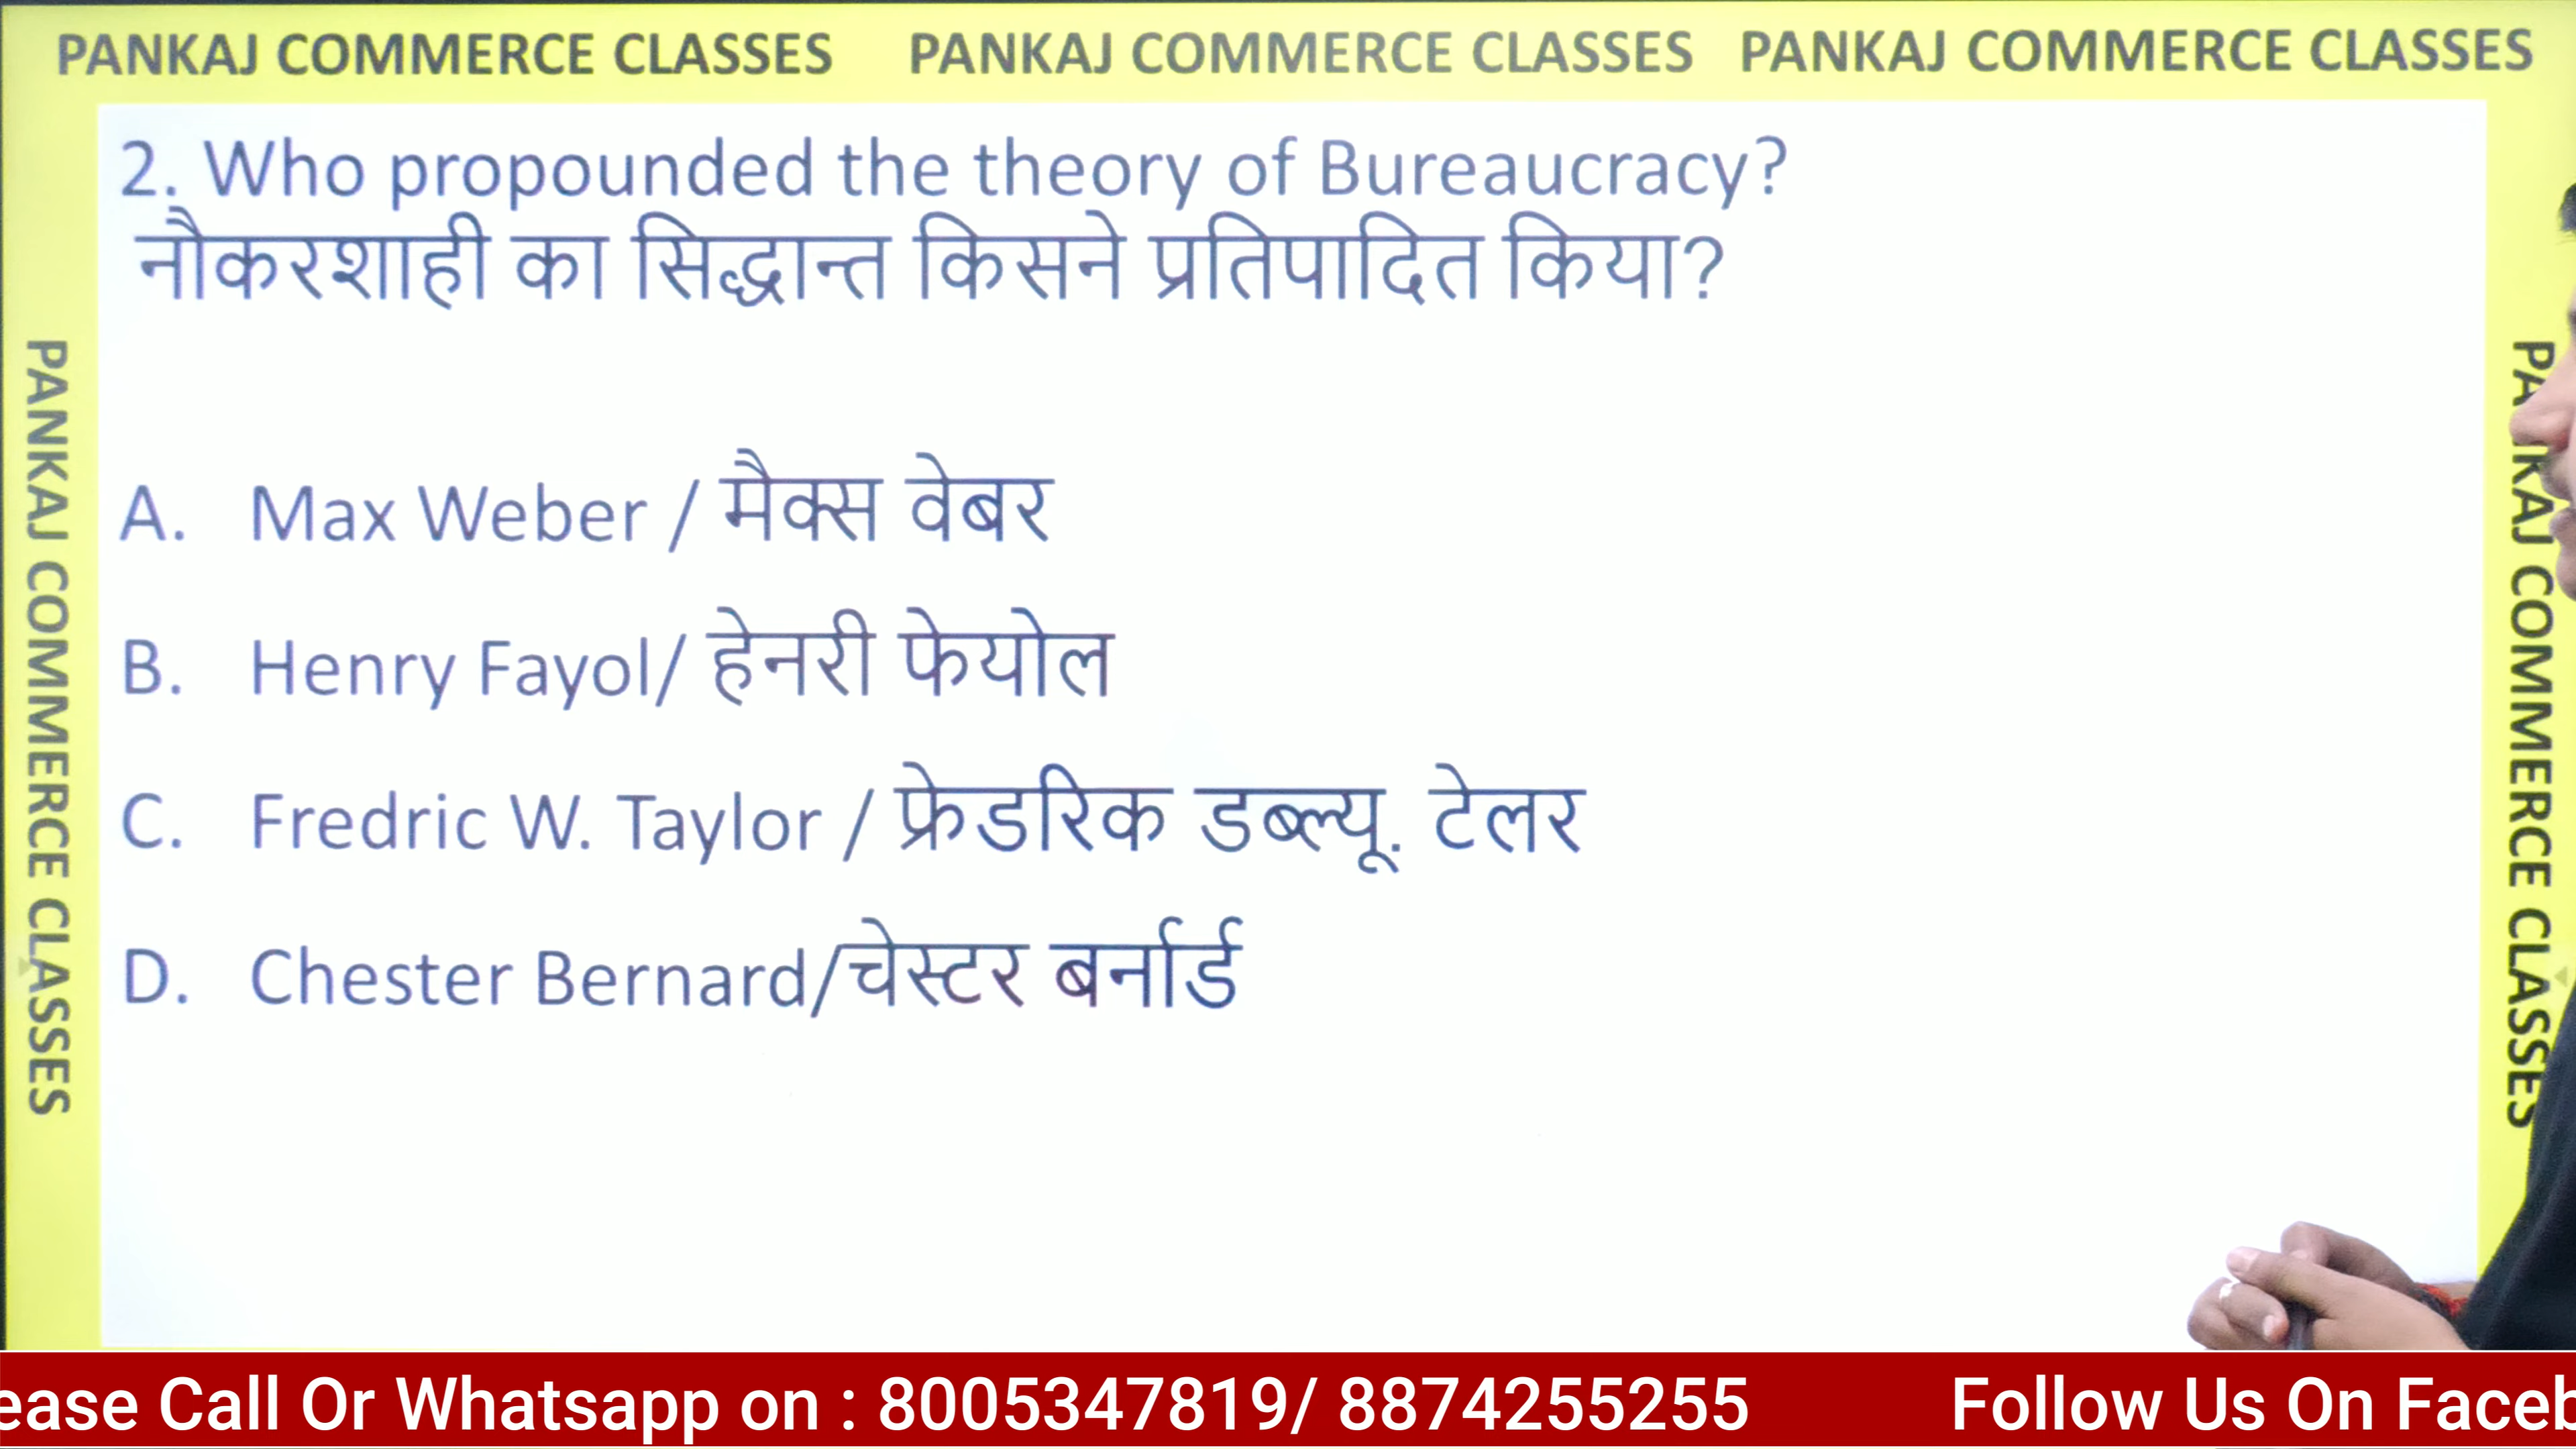 PANKAJ COMMERCE CLASSES PANKAJ COMMERCE CLASSES PANKAJ COMMERCE CLASSES
2. Who propounded the theory of Bureaucracy?
नौकरशाही का सिद्धान्त किसने प्रतिपादित किया?
A. Max Weber / मैक्स वेबर
B. Henry Fayol/ हेनरी फेयोल
C. Fredric W. Taylor / फ्रेडरिक डब्ल्यू. टेलर
D. Chester Bernard/चेस्टर बर्नार्ड
PANKAJ COMMERCE CLASSES
COMMERCE CLASSES
ease Call Or Whatsapp on : 8005347819/ 8874255255 Follow Us On Faceb